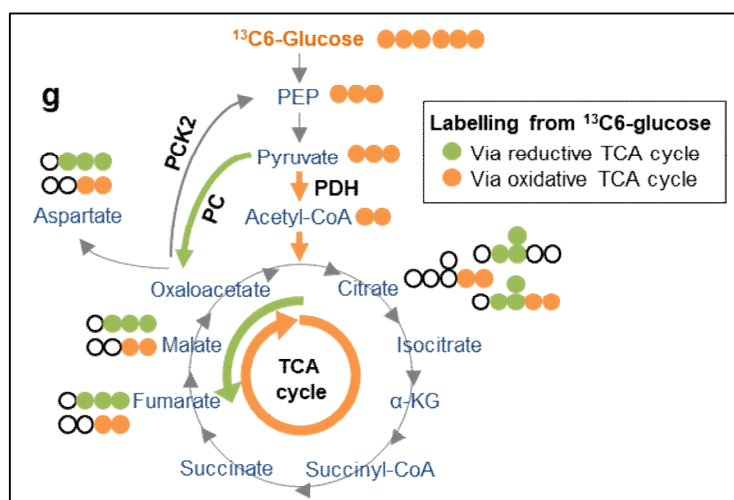 ¹³C6-Glucose
g
PEP
Labelling from ¹³C6-glucose
Via reductive TCA cycle
Via oxidative TCA cycle
PCK2
Pyruvate
PC
PDH
Aspartate
Acetyl-CoA
Oxaloacetate
Citrate
Malate
Isocitrate
TCA
cycle
Fumarate
α-KG
Succinate
Succinyl-CoA